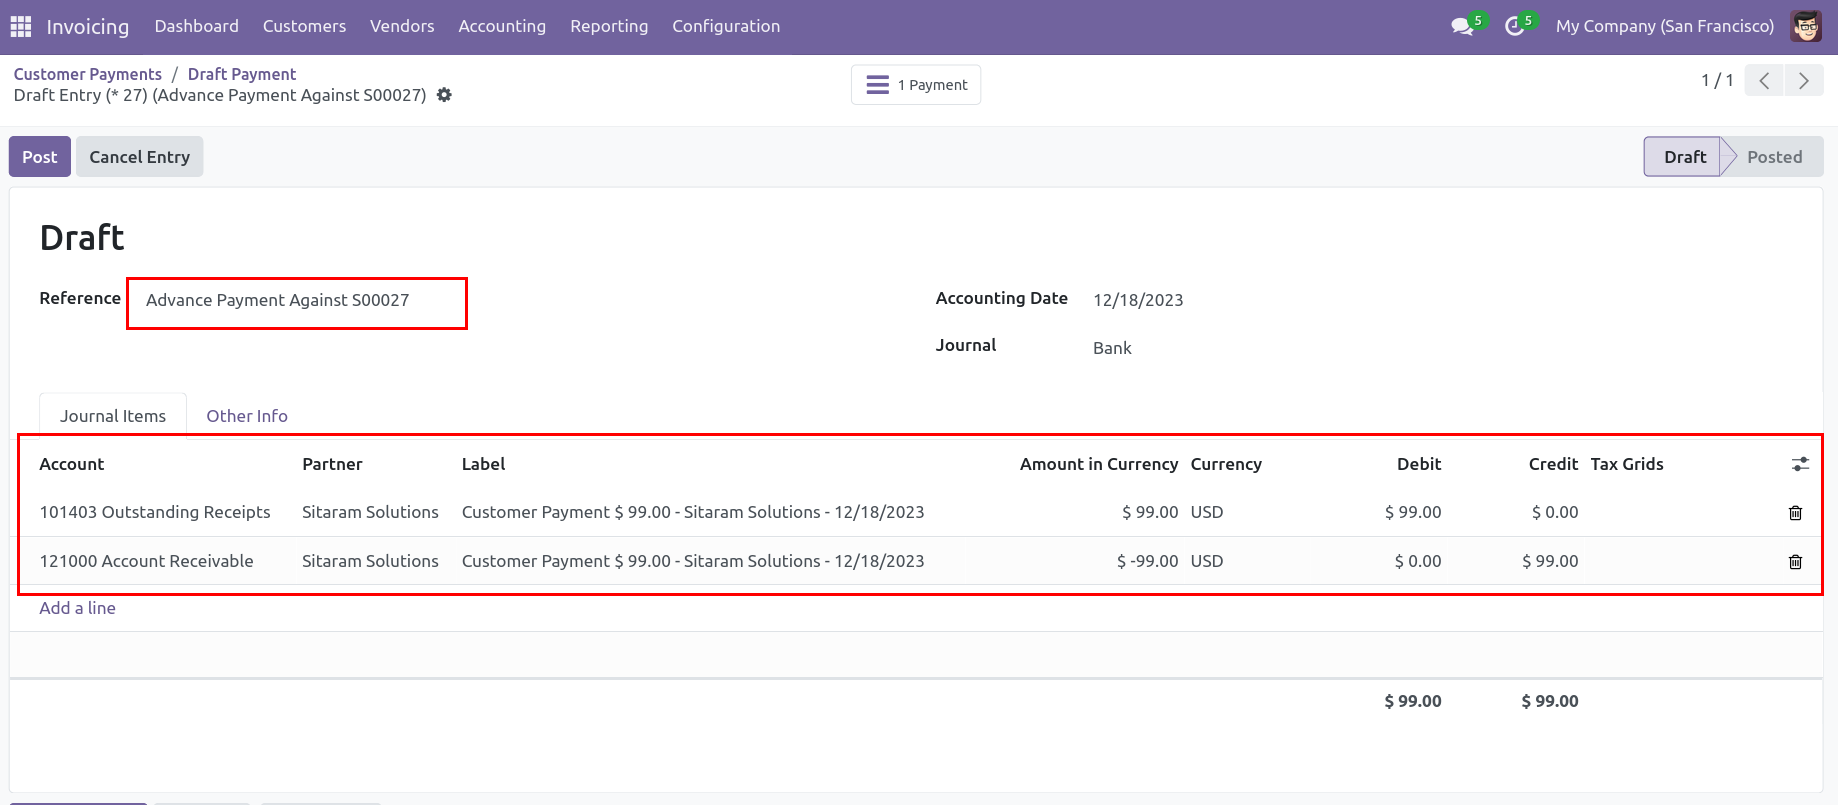 Invoicing Dashboard Customers Vendors Accounting Reporting Configuration 5 5 My Company (San Francisco)
Customer Payments / Draft Payment
Draft Entry (* 27) (Advance Payment Against S00027)
1 Payment
1 / 1
Post Cancel Entry Draft Posted
Draft
Reference Advance Payment Against S00027 Accounting Date 12/18/2023
Journal Bank
Journal Items Other Info
Account Partner Label Amount in Currency Currency Debit Credit Tax Grids
101403 Outstanding Receipts Sitaram Solutions Customer Payment $ 99.00 - Sitaram Solutions - 12/18/2023 $ 99.00 USD $ 99.00 $ 0.00
121000 Account Receivable Sitaram Solutions Customer Payment $ 99.00 - Sitaram Solutions - 12/18/2023 $ -99.00 USD $ 0.00 $ 99.00
Add a line
$ 99.00 $ 99.00